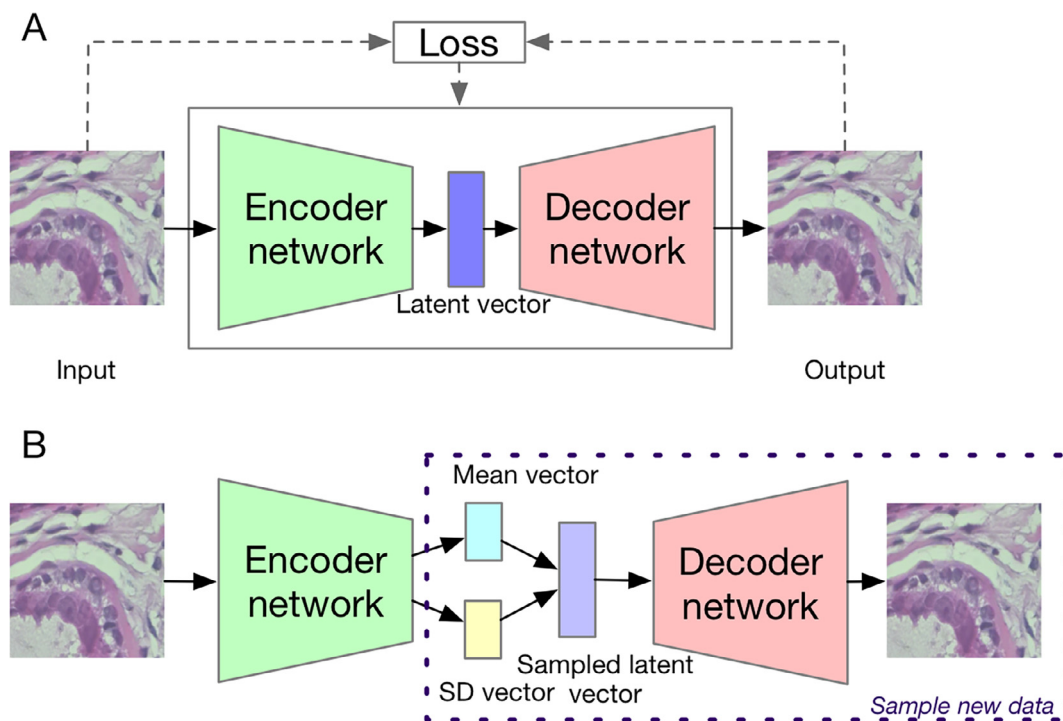 A
Loss
Encoder
network
Decoder
network
Latent vector
Input
Output
B
Mean vector
Encoder
network
Decoder
network
Sampled latent
vector
SD vector
Sample new data